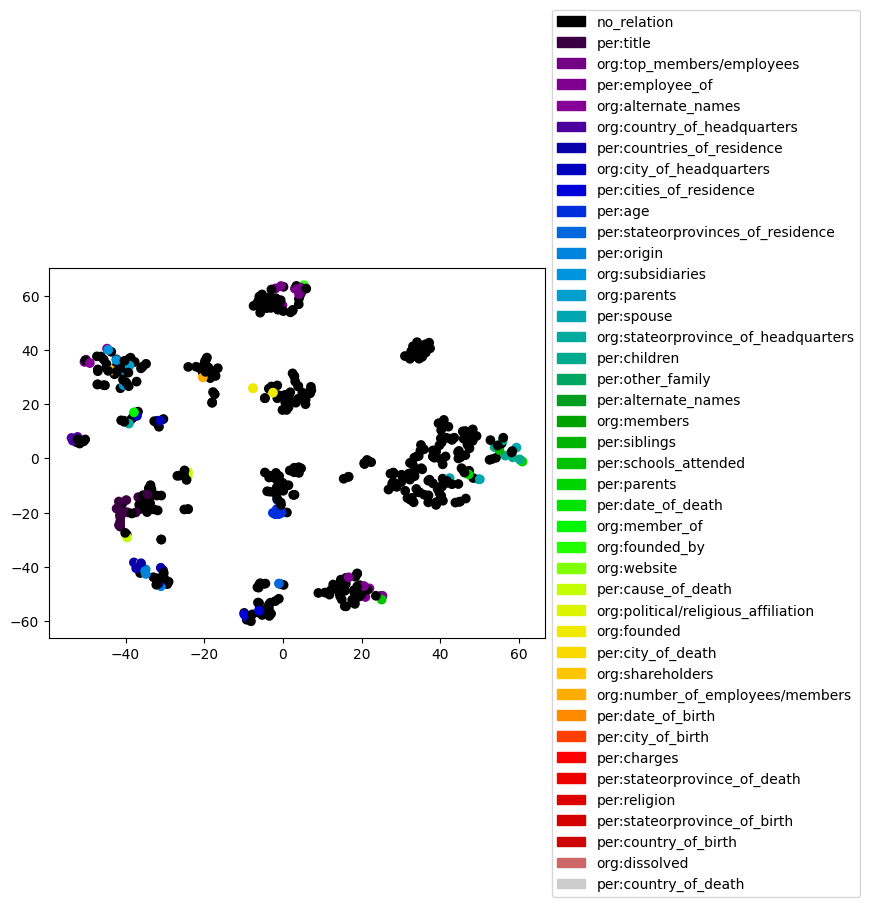 no_relation
per:title
org:top_members/employees
per:employee_of
org:alternate_names
org:country_of_headquarters
per:countries_of_residence
org:city_of_headquarters
per:cities_of_residence
per:age
per:stateorprovinces_of_residence
per:origin
org:subsidiaries
org:parents
per:spouse
org:stateorprovince_of_headquarters
per:children
per:other_family
per:alternate_names
org:members
per:siblings
per:schools_attended
per:parents
per:date_of_death
org:member_of
org:founded_by
org:website
per:cause_of_death
org:political/religious_affiliation
org:founded
per:city_of_death
org:shareholders
org:number_of_employees/members
per:date_of_birth
per:city_of_birth
per:charges
per:stateorprovince_of_death
per:religion
per:stateorprovince_of_birth
per:country_of_birth
org:dissolved
per:country_of_death
60
40
20
0
−20
−40
−60
−40 −20 0 20 40 60